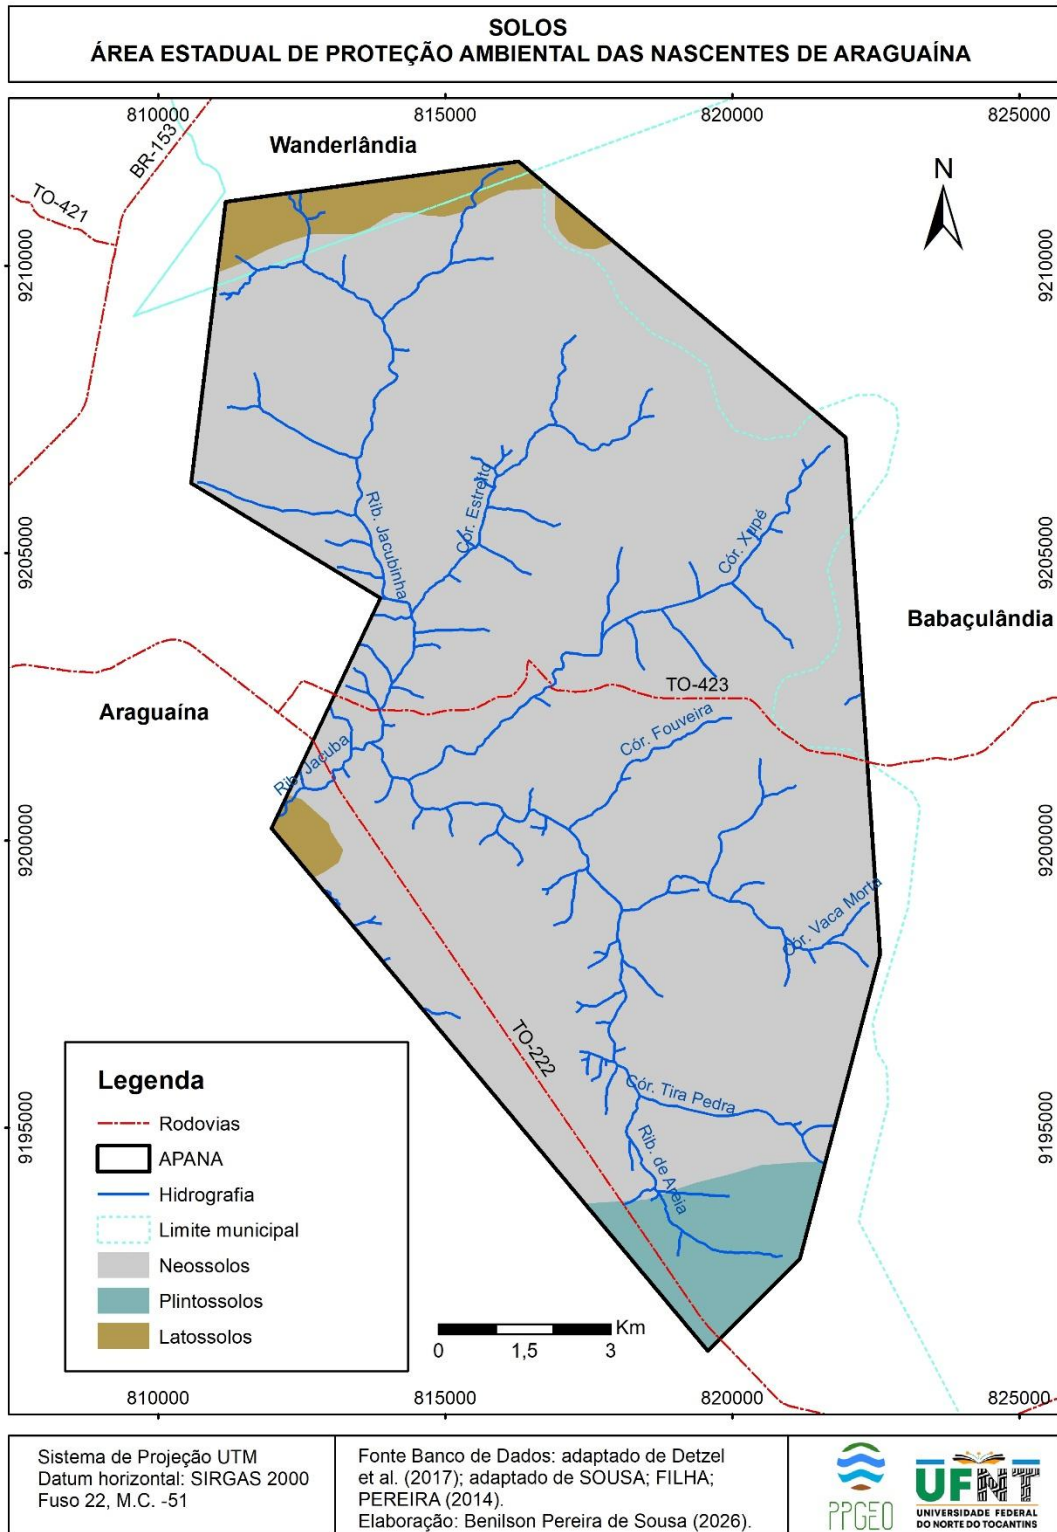 SOLOS
ÁREA ESTADUAL DE PROTEÇÃO AMBIENTAL DAS NASCENTES DE ARAGUAÍNA
810000
815000
820000
825000
Wanderlândia
BR-153
TO-421
N
9210000
9210000
Rib. Jacubinha
Cór. Estreito
Cór. Xupé
9205000
9205000
Babaçulândia
TO-423
Araguaína
Cór. Fouveira
Rib. Jacuba
9200000
9200000
Cór. Vaca Morta
TO-222
Cór. Tira Pedra
Rib. de Areia
9195000
9195000
Legenda
Rodovias
APANA
Hidrografia
Limite municipal
Neossolos
Plintossolos
Latossolos
Km
0 1,5 3
810000
815000
820000
825000
Sistema de Projeção UTM
Datum horizontal: SIRGAS 2000
Fuso 22, M.C. -51
Fonte Banco de Dados: adaptado de Detzel
et al. (2017); adaptado de SOUSA; FILHA;
PEREIRA (2014).
Elaboração: Benilson Pereira de Sousa (2026).
PPGEO
UFNT
UNIVERSIDADE FEDERAL
DO NORTE DO TOCANTINS